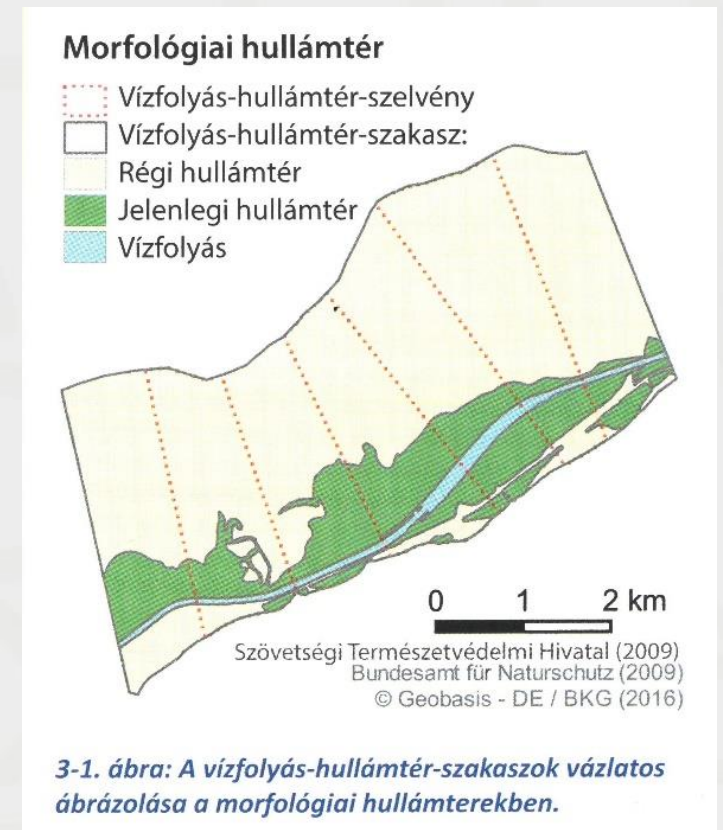 Morfológiai hullámtér
Vízfolyás-hullámtér-szelvény
Vízfolyás-hullámtér-szakasz:
Régi hullámtér
Jelenlegi hullámtér
Vízfolyás
0 1 2 km
Szövetségi Természetvédelmi Hivatal (2009)
Bundesamt für Naturschutz (2009)
© Geobasis - DE / BKG (2016)
3-1. ábra: A vízfolyás-hullámtér-szakaszok vázlatos
ábrázolása a morfológiai hullámterekben.